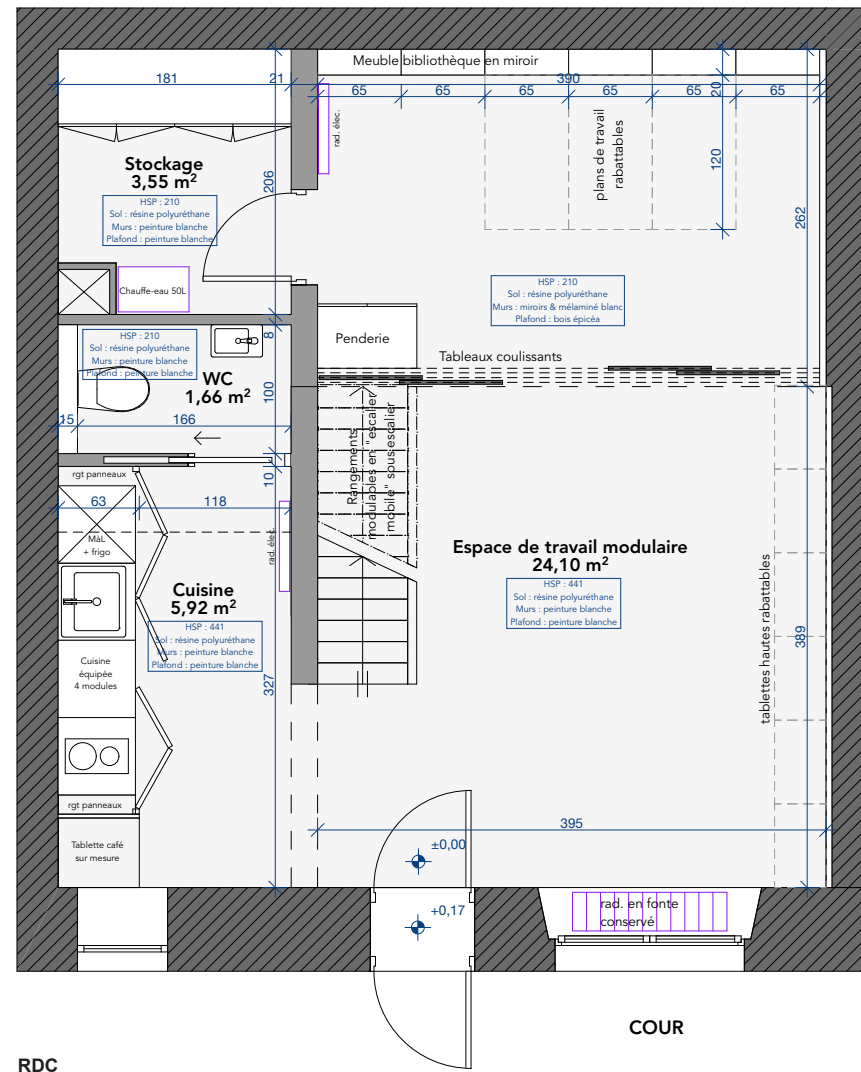 Meuble bibliothèque en miroir
181
21
390
65
65
65
65
65
65
20
rad. élec.
plans de travail
rabattables
120
Stockage
3,55 m²
206
262
HSP : 210
Sol : résine polyuréthane
Murs : peinture blanche
Plafond : peinture blanche
Chauffe-eau 50L
HSP : 210
Sol : résine polyuréthane
Murs : miroirs & mélaminé blanc
Plafond : bois épicéa
Penderie
Tableaux coulissants
HSP : 210
Sol : résine polyuréthane
Murs : peinture blanche
Plafond : peinture blanche
8
WC
1,66 m²
100
15
166
10
Rangements
modulables en "escalier
mobile" sous escalier
rgt panneaux
63
118
MàL
+ frigo
rad. élec.
Cuisine
5,92 m²
HSP : 441
Sol : résine polyuréthane
Murs : peinture blanche
Plafond : peinture blanche
Cuisine
équipée
4 modules
327
Espace de travail modulaire
24,10 m²
HSP : 441
Sol : résine polyuréthane
Murs : peinture blanche
Plafond : peinture blanche
tablettes hautes rabattables
389
rgt panneaux
Tablette café
sur mesure
395
±0,00
+0,17
rad. en fonte
conservé
COUR
RDC